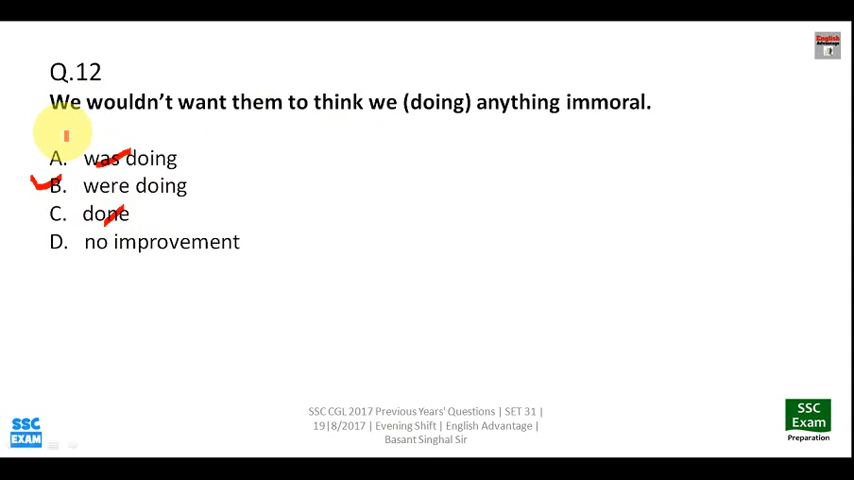 English
Advantage
Q.12
We wouldn't want them to think we (doing) anything immoral.
A. was doing
B. were doing
C. done
D. no improvement
SSC CGL 2017 Previous Years' Questions | SET 31 |
19|8/2017 | Evening Shift | English Advantage |
Basant Singhal Sir
SSC
EXAM
SSC
Exam
Preparation